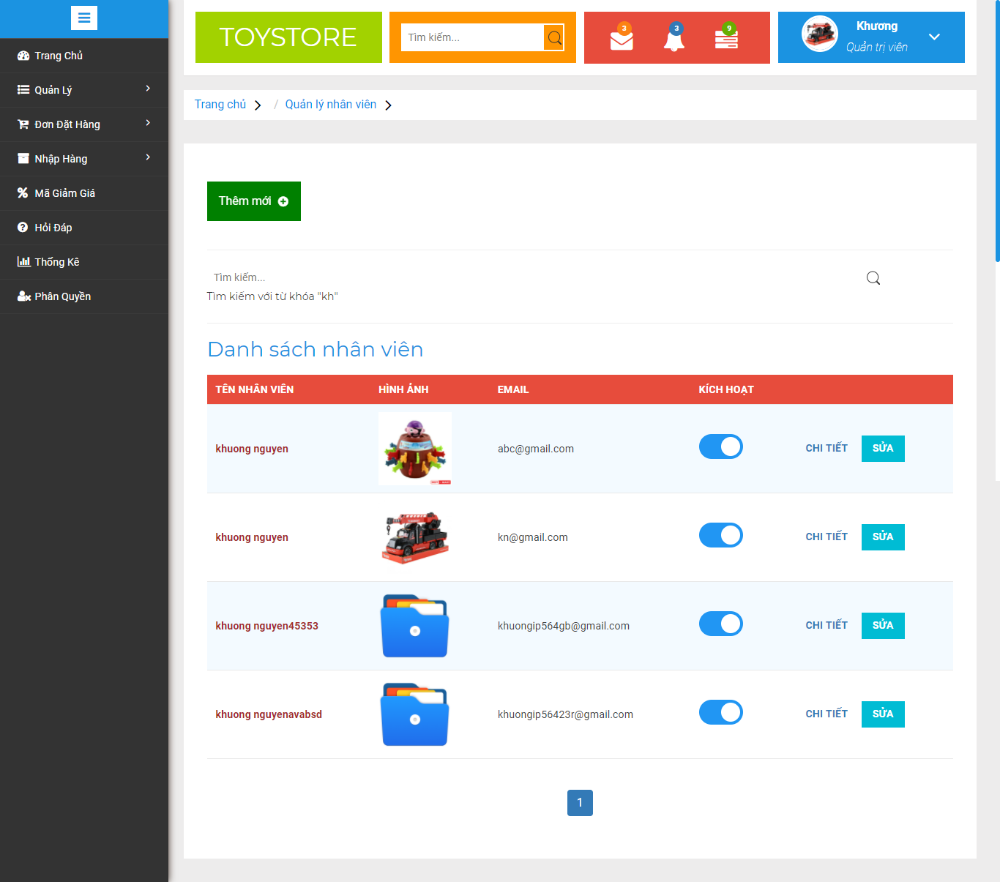 TOYSTORE
Tìm kiếm...
3
3
9
Khương
Quản trị viên
Trang Chủ
Quản Lý
Đơn Đặt Hàng
Nhập Hàng
Mã Giảm Giá
Hỏi Đáp
Thống Kê
Phân Quyền
Trang chủ / Quản lý nhân viên
Thêm mới
Tìm kiếm...
Tìm kiếm với từ khóa "kh"
Danh sách nhân viên
TÊN NHÂN VIÊN HÌNH ẢNH EMAIL KÍCH HOẠT
khuong nguyen abc@gmail.com CHI TIẾT SỬA
khuong nguyen kn@gmail.com CHI TIẾT SỬA
khuong nguyen45353 khuongip564gb@gmail.com CHI TIẾT SỬA
khuong nguyenavabsd khuongip56423r@gmail.com CHI TIẾT SỬA
1